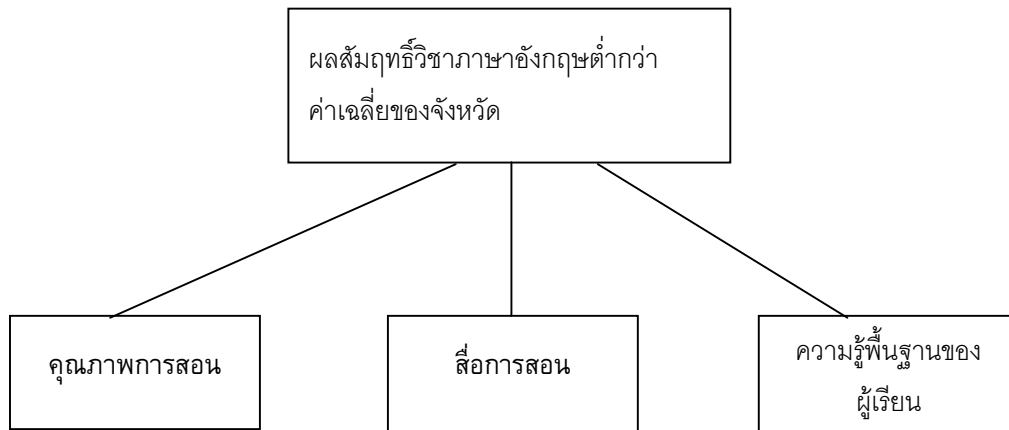 ผลสัมฤทธิ์วิชาภาษาอังกฤษต่ำกว่า
ค่าเฉลี่ยของจังหวัด
คุณภาพการสอน
สื่อการสอน
ความรู้พื้นฐานของ
ผู้เรียน